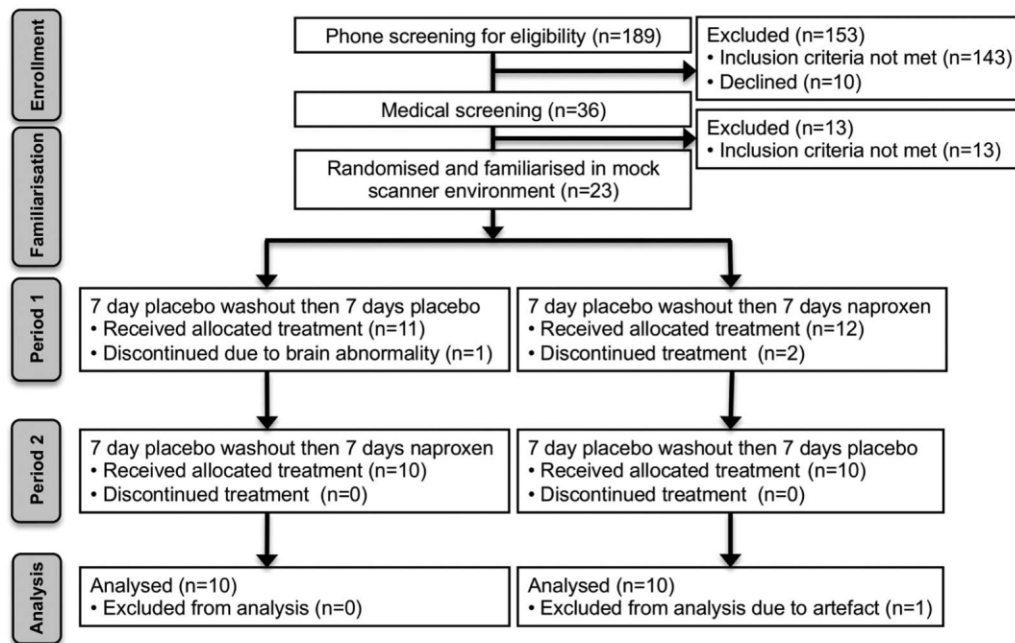 Enrollment
Phone screening for eligibility (n=189)
Excluded (n=153)
• Inclusion criteria not met (n=143)
• Declined (n=10)
Medical screening (n=36)
Excluded (n=13)
• Inclusion criteria not met (n=13)
Familiarisation
Randomised and familiarised in mock
scanner environment (n=23)
Period 1
7 day placebo washout then 7 days placebo
• Received allocated treatment (n=11)
• Discontinued due to brain abnormality (n=1)
7 day placebo washout then 7 days naproxen
• Received allocated treatment (n=12)
• Discontinued treatment (n=2)
Period 2
7 day placebo washout then 7 days naproxen
• Received allocated treatment (n=10)
• Discontinued treatment (n=0)
7 day placebo washout then 7 days placebo
• Received allocated treatment (n=10)
• Discontinued treatment (n=0)
Analysis
Analysed (n=10)
• Excluded from analysis (n=0)
Analysed (n=10)
• Excluded from analysis due to artefact (n=1)